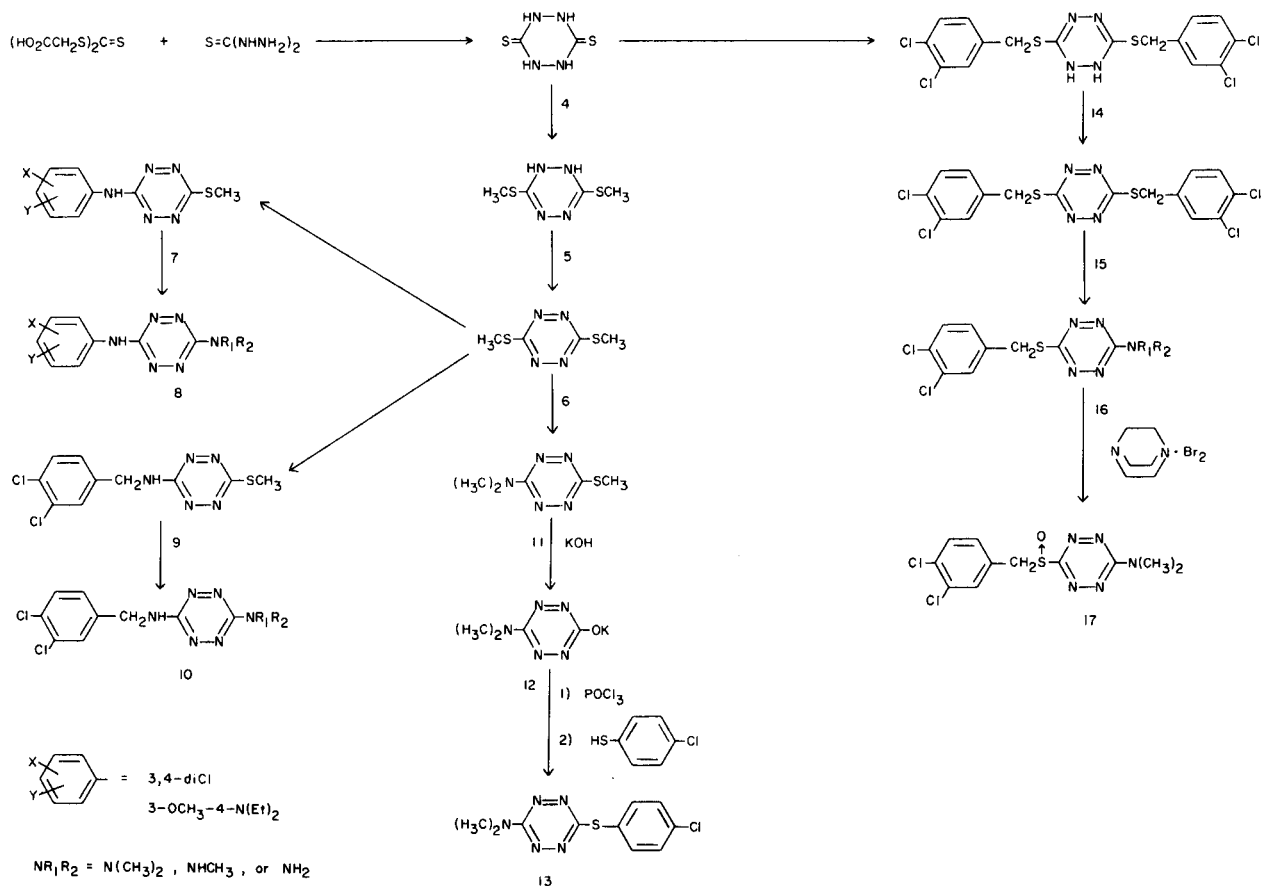 (HO₂CCH₂S)₂C=S + S=C(NHNH₂)₂
HN NH
S S
HN NH
4
Cl Cl CH₂S N N SCH₂ Cl Cl
N N
H H
14
X Y NH N=N SCH₃
N-N
7
HN-NH
H₃CS SCH₃
N N
5
Cl Cl CH₂S N=N SCH₂ Cl Cl
N-N
15
X Y NH N=N NR₁R₂
N-N
8
H₃CS N=N SCH₃
N-N
6
Cl Cl CH₂S N=N NR₁R₂
N-N
16
N N · Br₂
Cl Cl CH₂NH N=N SCH₃
N-N
9
(H₃C)₂N N=N SCH₃
N-N
11 KOH
O
Cl Cl CH₂S N=N N(CH₃)₂
N-N
17
Cl Cl CH₂NH N=N NR₁R₂
N-N
10
(H₃C)₂N N=N OK
N-N
12
1) POCl₃
2) HS Cl
X Y = 3,4-diCl
3-OCH₃-4-N(Et)₂
(H₃C)₂N N=N S Cl
N-N
13
NR₁R₂ = N(CH₃)₂ , NHCH₃, or NH₂